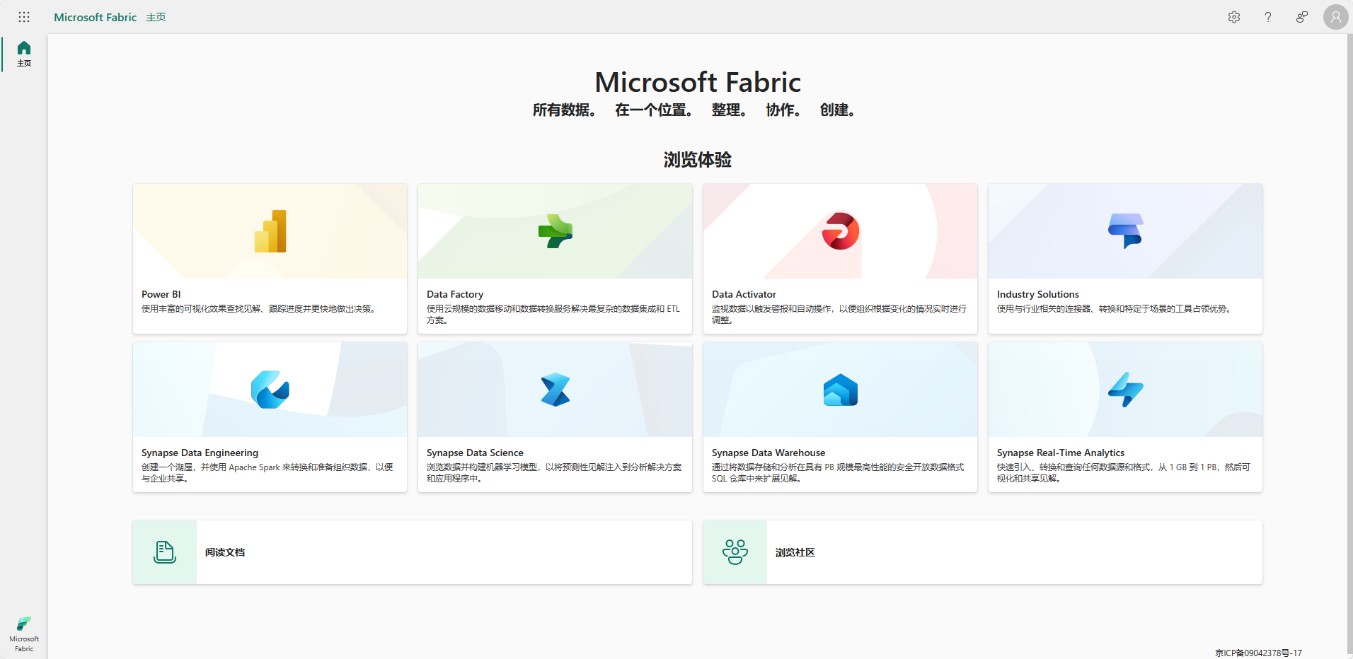 Microsoft Fabric 主页
主页
Microsoft Fabric
所有数据。 在一个位置。 整理。 协作。 创建。
浏览体验
Power BI
使用丰富的可视化效果查找见解、跟踪进度并更快地做出决策。
Data Factory
使用云规模的数据移动和数据转换服务解决最复杂的数据集成和 ETL
方案。
Data Activator
监视数据以触发警报和自动操作，以便组织根据变化的情况实时进行
调整。
Industry Solutions
使用与行业相关的连接器、转换和特定于场景的工具占领优势。
Synapse Data Engineering
创建一个湖屋，并使用 Apache Spark 来转换和准备组织数据，以便
与企业共享。
Synapse Data Science
浏览数据并构建机器学习模型，以将预测性见解注入到分析解决方案
和应用程序中。
Synapse Data Warehouse
通过将数据存储和分析在具有 PB 规模最高性能的安全开放数据格式
SQL 仓库中来扩展见解。
Synapse Real-Time Analytics
快速引入、转换和查询任何数据源和格式，从 1 GB 到 1 PB，然后可
视化和共享见解。
阅读文档
浏览社区
Microsoft
Fabric
京ICP备09042378号-17